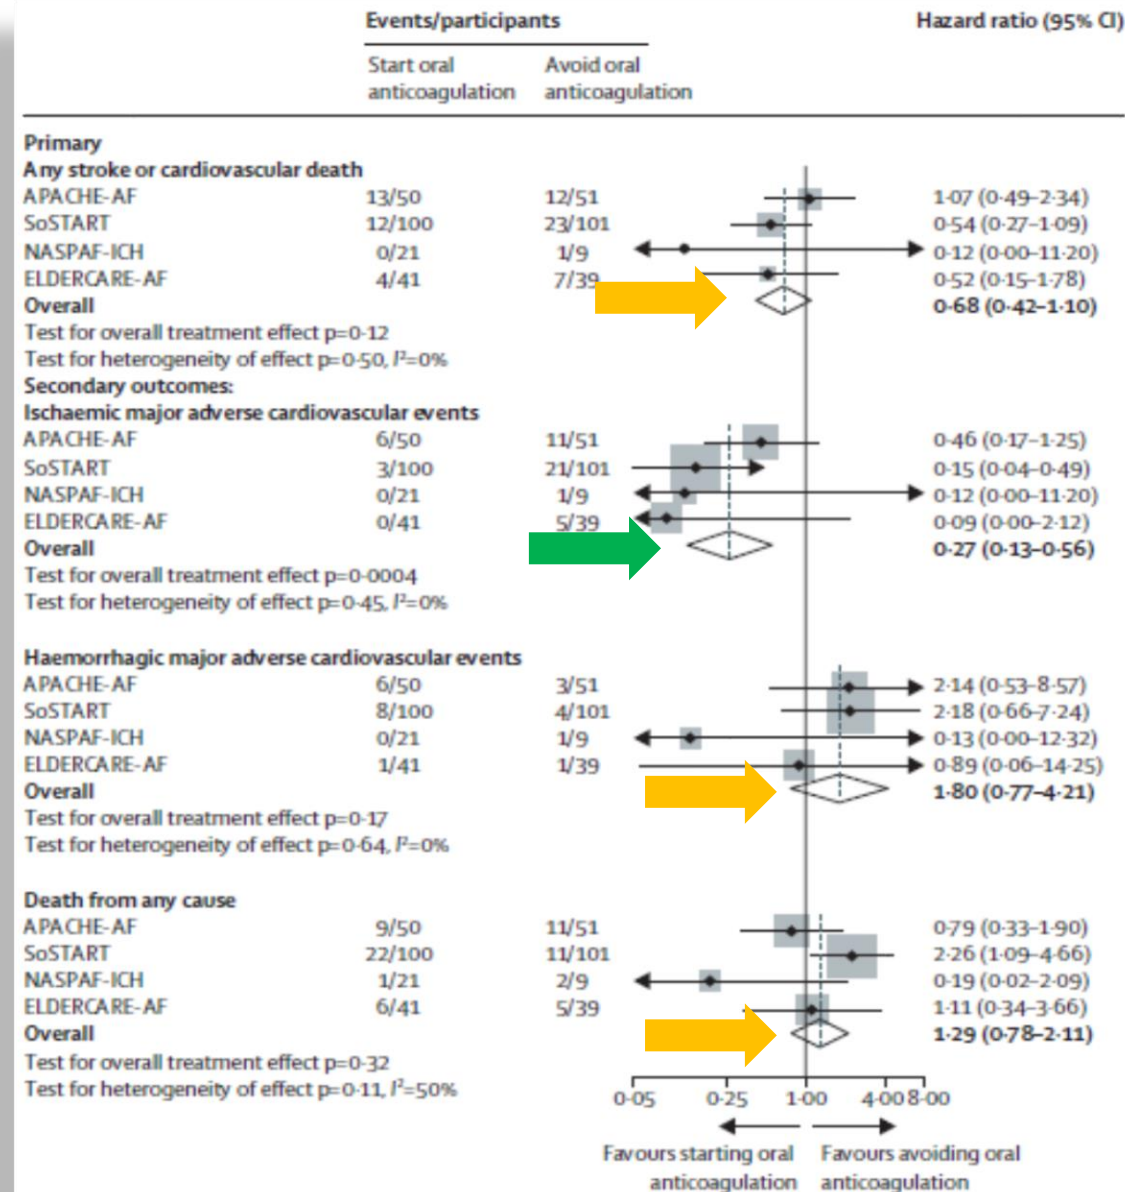 Events/participants Hazard ratio (95% CI)
Start oral Avoid oral
anticoagulation anticoagulation
Primary
Any stroke or cardiovascular death
APACHE-AF 13/50 12/51 1·07 (0·49–2·34)
SoSTART 12/100 23/101 0·54 (0·27–1·09)
NASPAF-ICH 0/21 1/9 0·12 (0·00–11·20)
ELDERCARE-AF 4/41 7/39 0·52 (0·15–1·78)
Overall 0·68 (0·42–1·10)
Test for overall treatment effect p=0·12
Test for heterogeneity of effect p=0·50, I²=0%
Secondary outcomes:
Ischaemic major adverse cardiovascular events
APACHE-AF 6/50 11/51 0·46 (0·17–1·25)
SoSTART 3/100 21/101 0·15 (0·04–0·49)
NASPAF-ICH 0/21 1/9 0·12 (0·00–11·20)
ELDERCARE-AF 0/41 5/39 0·09 (0·00–2·12)
Overall 0·27 (0·13–0·56)
Test for overall treatment effect p=0·0004
Test for heterogeneity of effect p=0·45, I²=0%
Haemorrhagic major adverse cardiovascular events
APACHE-AF 6/50 3/51 2·14 (0·53–8·57)
SoSTART 8/100 4/101 2·18 (0·66–7·24)
NASPAF-ICH 0/21 1/9 0·13 (0·00–12·32)
ELDERCARE-AF 1/41 1/39 0·89 (0·06–14·25)
Overall 1·80 (0·77–4·21)
Test for overall treatment effect p=0·17
Test for heterogeneity of effect p=0·64, I²=0%
Death from any cause
APACHE-AF 9/50 11/51 0·79 (0·33–1·90)
SoSTART 22/100 11/101 2·26 (1·09–4·66)
NASPAF-ICH 1/21 2/9 0·19 (0·02–2·09)
ELDERCARE-AF 6/41 5/39 1·11 (0·34–3·66)
Overall 1·29 (0·78–2·11)
Test for overall treatment effect p=0·32
Test for heterogeneity of effect p=0·11, I²=50%
0·05 0·25 1·00 4·00 8·00
Favours starting oral Favours avoiding oral
anticoagulation anticoagulation